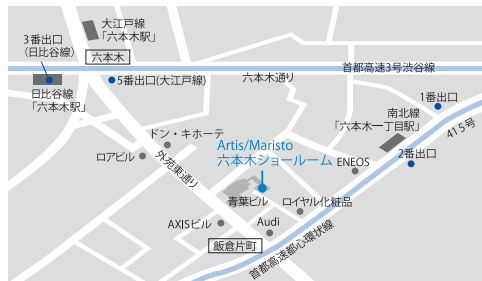 大江戸線
「六本木駅」
3番出口
（日比谷線）
六本木
首都高速3号渋谷線
日比谷線
「六本木駅」
5番出口(大江戸線)
六本木通り
1番出口
南北線
「六本木一丁目駅」
415号
ドン・キホーテ
外苑東通り
Artis/Maristo
六本木ショールーム
ロアビル
ENEOS
2番出口
青葉ビル
ロイヤル化粧品
AXISビル
Audi
飯倉片町
首都高速都心環状線